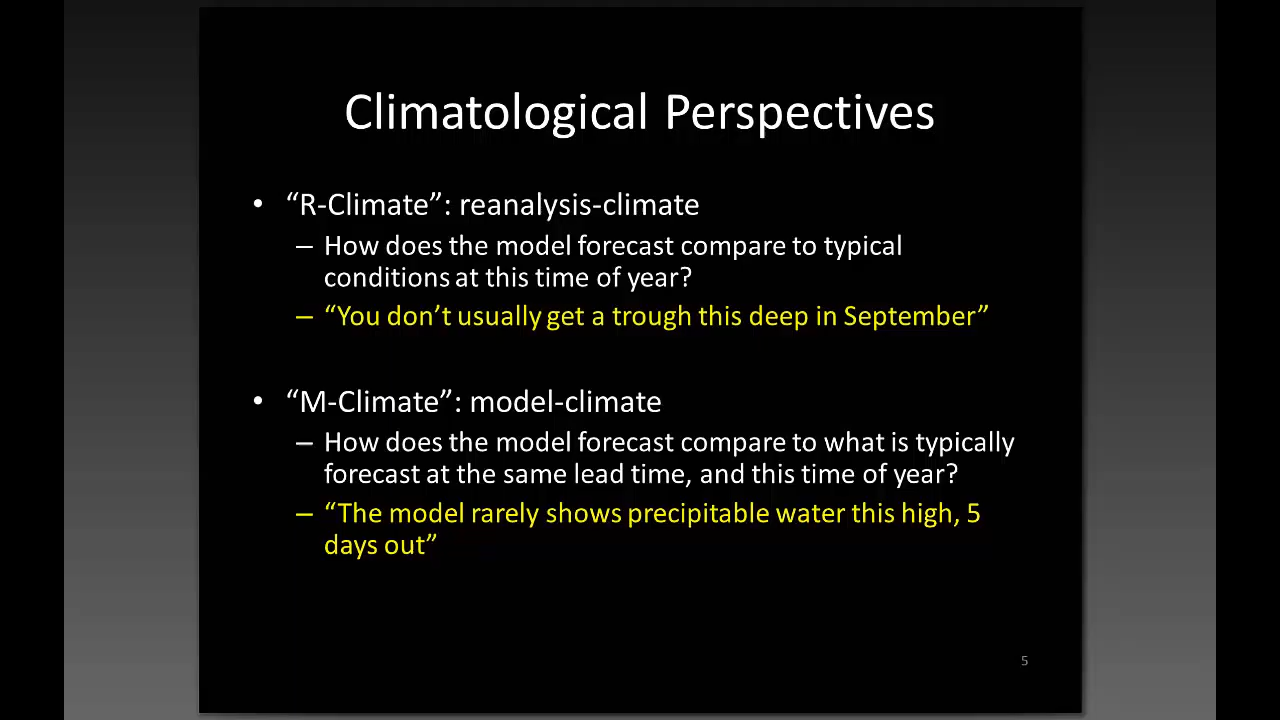 Climatological Perspectives
• “R-Climate”: reanalysis-climate
– How does the model forecast compare to typical
conditions at this time of year?
– “You don’t usually get a trough this deep in September”
• “M-Climate”: model-climate
– How does the model forecast compare to what is typically
forecast at the same lead time, and this time of year?
– “The model rarely shows precipitable water this high, 5
days out”
5